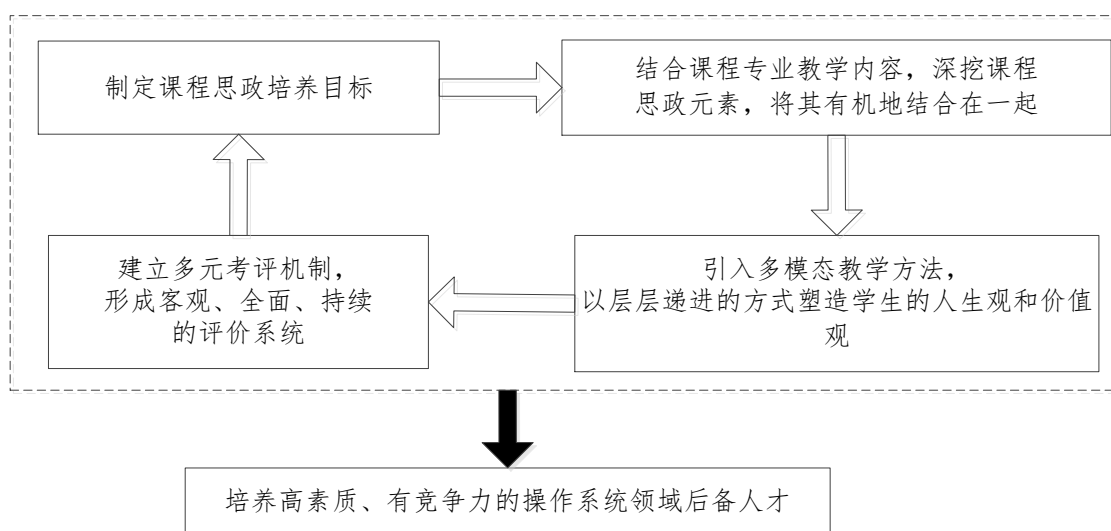 制定课程思政培养目标
结合课程专业教学内容，深挖课程
思政元素，将其有机地结合在一起
建立多元考评机制，
形成客观、全面、持续
的评价系统
引入多模态教学方法，
以层层递进的方式塑造学生的人生观和价值
观
培养高素质、有竞争力的操作系统领域后备人才